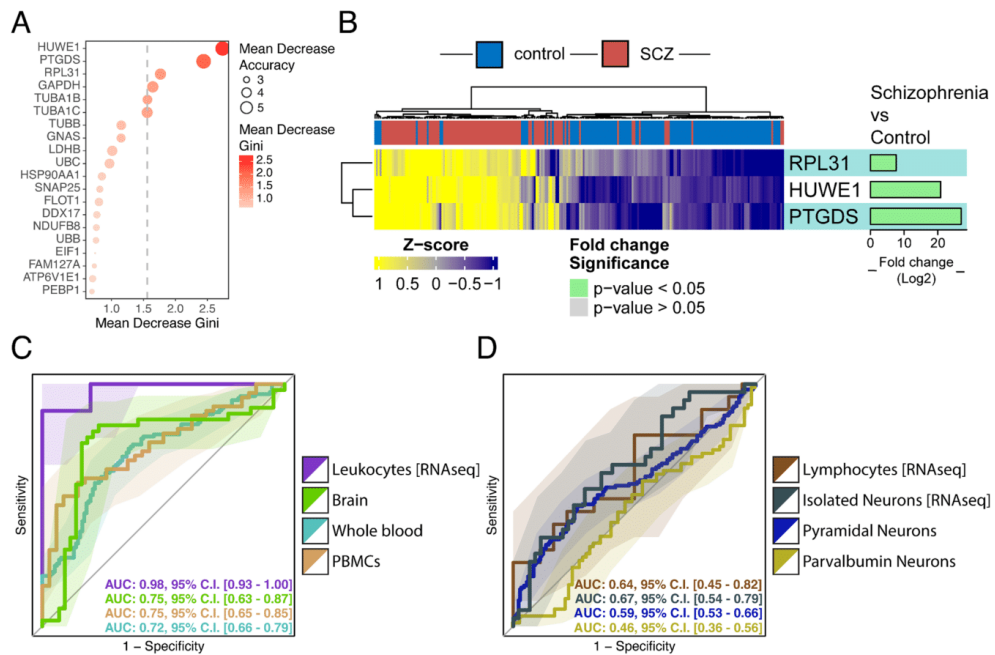 A
HUWE1
PTGDS
RPL31
GAPDH
TUBA1B
TUBA1C
TUBB
GNAS
LDHB
UBC
HSP90AA1
SNAP25
FLOT1
DDX17
NDUFB8
UBB
EIF1
FAM127A
ATP6V1E1
PEBP1
1.0 1.5 2.0 2.5
Mean Decrease Gini
Mean Decrease
Accuracy
3
4
5
Mean Decrease
Gini
2.5
2.0
1.5
1.0
B
control SCZ
Schizophrenia
vs
Control
RPL31
HUWE1
PTGDS
0 10 20
Fold change
(Log2)
Z−score
1 0.5 0 −0.5 −1
Fold change
Significance
p−value < 0.05
p−value > 0.05
C
Sensitivity
1 − Specificity
AUC: 0.98, 95% C.I. [0.93 - 1.00]
AUC: 0.75, 95% C.I. [0.63 - 0.87]
AUC: 0.75, 95% C.I. [0.65 - 0.85]
AUC: 0.72, 95% C.I. [0.66 - 0.79]
Leukocytes [RNAseq]
Brain
Whole blood
PBMCs
D
Sensitivity
1 − Specificity
AUC: 0.64, 95% C.I. [0.45 - 0.82]
AUC: 0.67, 95% C.I. [0.54 - 0.79]
AUC: 0.59, 95% C.I. [0.53 - 0.66]
AUC: 0.46, 95% C.I. [0.36 - 0.56]
Lymphocytes [RNAseq]
Isolated Neurons [RNAseq]
Pyramidal Neurons
Parvalbumin Neurons